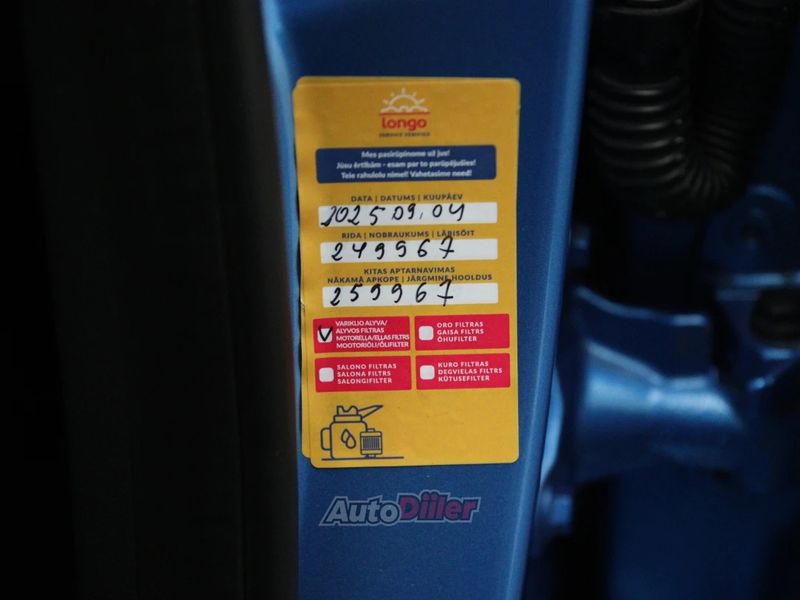 longo
SERVICE VERIFIED
Mes pasirūpinome už jus!
Jūsu ērtībām - esam par to parūpējušies!
Teie rahulolu nimel! Vahetasime need!
DATA | DATUMS | KUUPÄEV
2025 09.04
RIDA | NOBRAUKUMS | LÄBISÕIT
249967
KITAS APTARNAVIMAS
NĀKAMĀ APKOPE | JÄRGMINE HOOLDUS
259967
VARIKLIO ALYVA/
ALYVOS FILTRAS
MOTOREĻĻA/EĻĻAS FILTRS
MOOTORIÕLI/ÕLIFILTER
ORO FILTRAS
GAISA FILTRS
ÕHUFILTER
SALONO FILTRAS
SALONA FILTRS
SALONGIFILTER
KURO FILTRAS
DEGVIELAS FILTRS
KÜTUSEFILTER
AutoDiiler